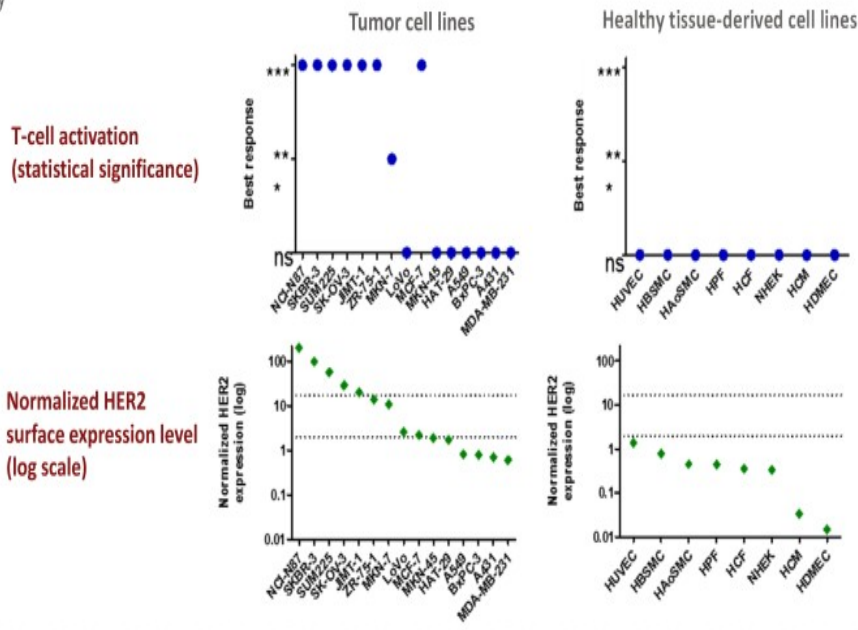 Tumor cell lines
Healthy tissue-derived cell lines
T-cell activation
(statistical significance)
Best response
***
**
*
ns
NCI-N87
SKBR-3
SUM225
SK-OV-3
JIMT-1
ZR-75-1
MKN-7
LoVo
MCF-7
MKN-45
HAT-29
A549
BxPC-3
A431
MDA-MB-231
Best response
***
**
*
ns
HUVEC
HBSMC
HAoSMC
HPF
HCF
NHEK
HCM
HDMEC
Normalized HER2
surface expression level
(log scale)
Normalized HER2
expression (log)
100
10
1
0.1
0.01
NCI-N87
SKBR-3
SUM225
SK-OV-3
JIMT-1
ZR-75-1
MKN-7
LoVo
MCF-7
MKN-45
HAT-29
A549
BxPC-3
A431
MDA-MB-231
Normalized HER2
expression (log)
100
10
1
0.1
0.01
HUVEC
HBSMC
HAoSMC
HPF
HCF
NHEK
HCM
HDMEC